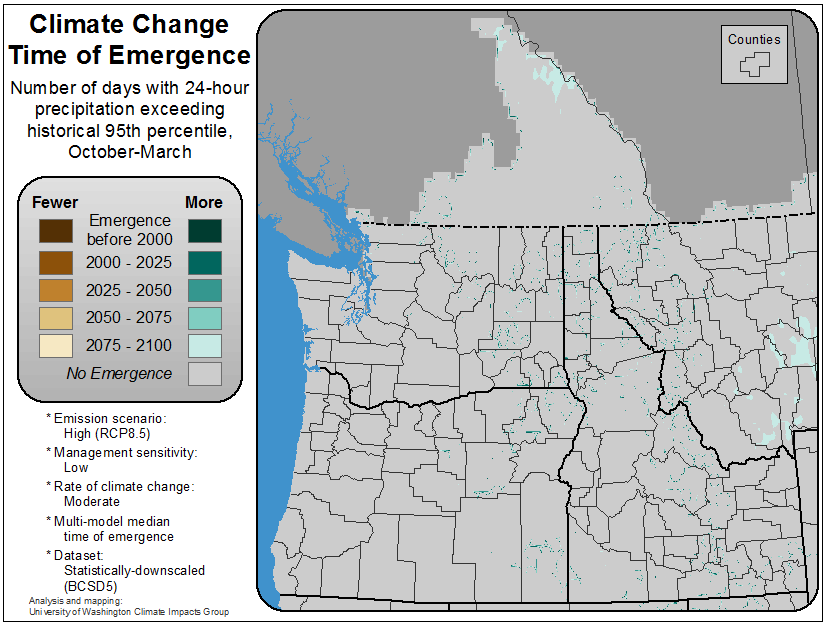 Climate Change
Time of Emergence
Number of days with 24-hour
precipitation exceeding
historical 95th percentile,
October-March
Fewer
More
Emergence
before 2000
2000 - 2025
2025 - 2050
2050 - 2075
2075 - 2100
No Emergence
* Emission scenario:
High (RCP8.5)
* Management sensitivity:
Low
* Rate of climate change:
Moderate
* Multi-model median
time of emergence
* Dataset:
Statistically-downscaled
(BCSD5)
Analysis and mapping:
University of Washington Climate Impacts Group
Counties